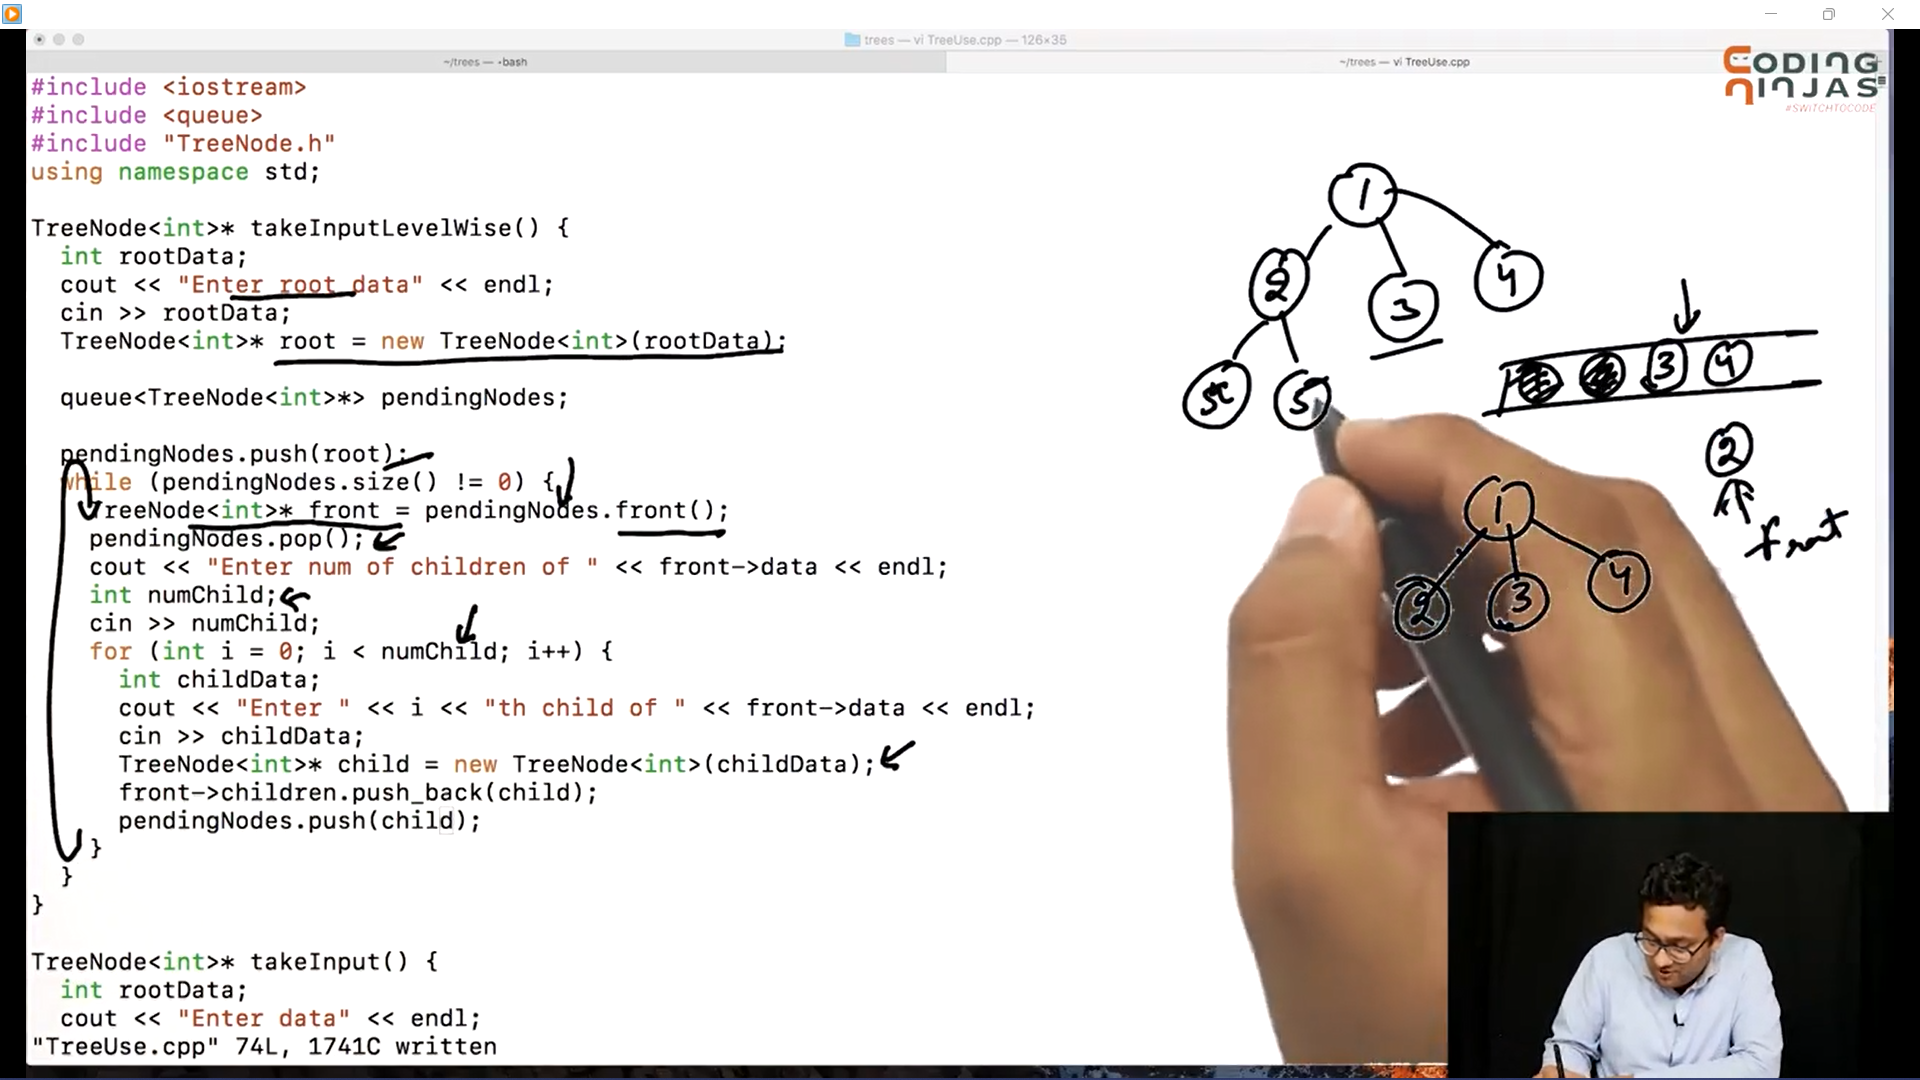 trees — vi TreeUse.cpp — 126×35
~/trees — -bash
~/trees — vi TreeUse.cpp
CODING
NINJAS
#SWITCHTOCODE
#include <iostream>
#include <queue>
#include "TreeNode.h"
using namespace std;
TreeNode<int>* takeInputLevelWise() {
int rootData;
cout << "Enter root data" << endl;
cin >> rootData;
TreeNode<int>* root = new TreeNode<int>(rootData);
queue<TreeNode<int>*> pendingNodes;
pendingNodes.push(root);
while (pendingNodes.size() != 0) {
TreeNode<int>* front = pendingNodes.front();
pendingNodes.pop();
cout << "Enter num of children of " << front->data << endl;
int numChild;
cin >> numChild;
for (int i = 0; i < numChild; i++) {
int childData;
cout << "Enter " << i << "th child of " << front->data << endl;
cin >> childData;
TreeNode<int>* child = new TreeNode<int>(childData);
front->children.push_back(child);
pendingNodes.push(child);
}
}
}
TreeNode<int>* takeInput() {
int rootData;
cout << "Enter data" << endl;
"TreeUse.cpp" 74L, 1741C written
1
2 3 4
5
3 4
2
front
1
2 3 4